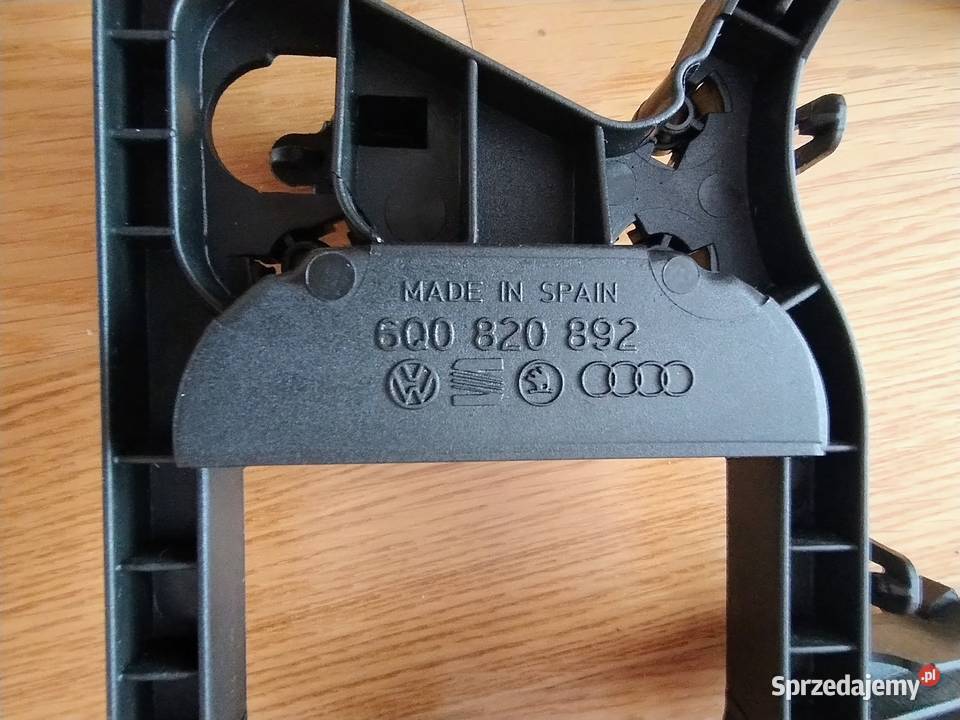 MADE IN SPAIN
6Q0 820 892
Sprzedajemy.pl